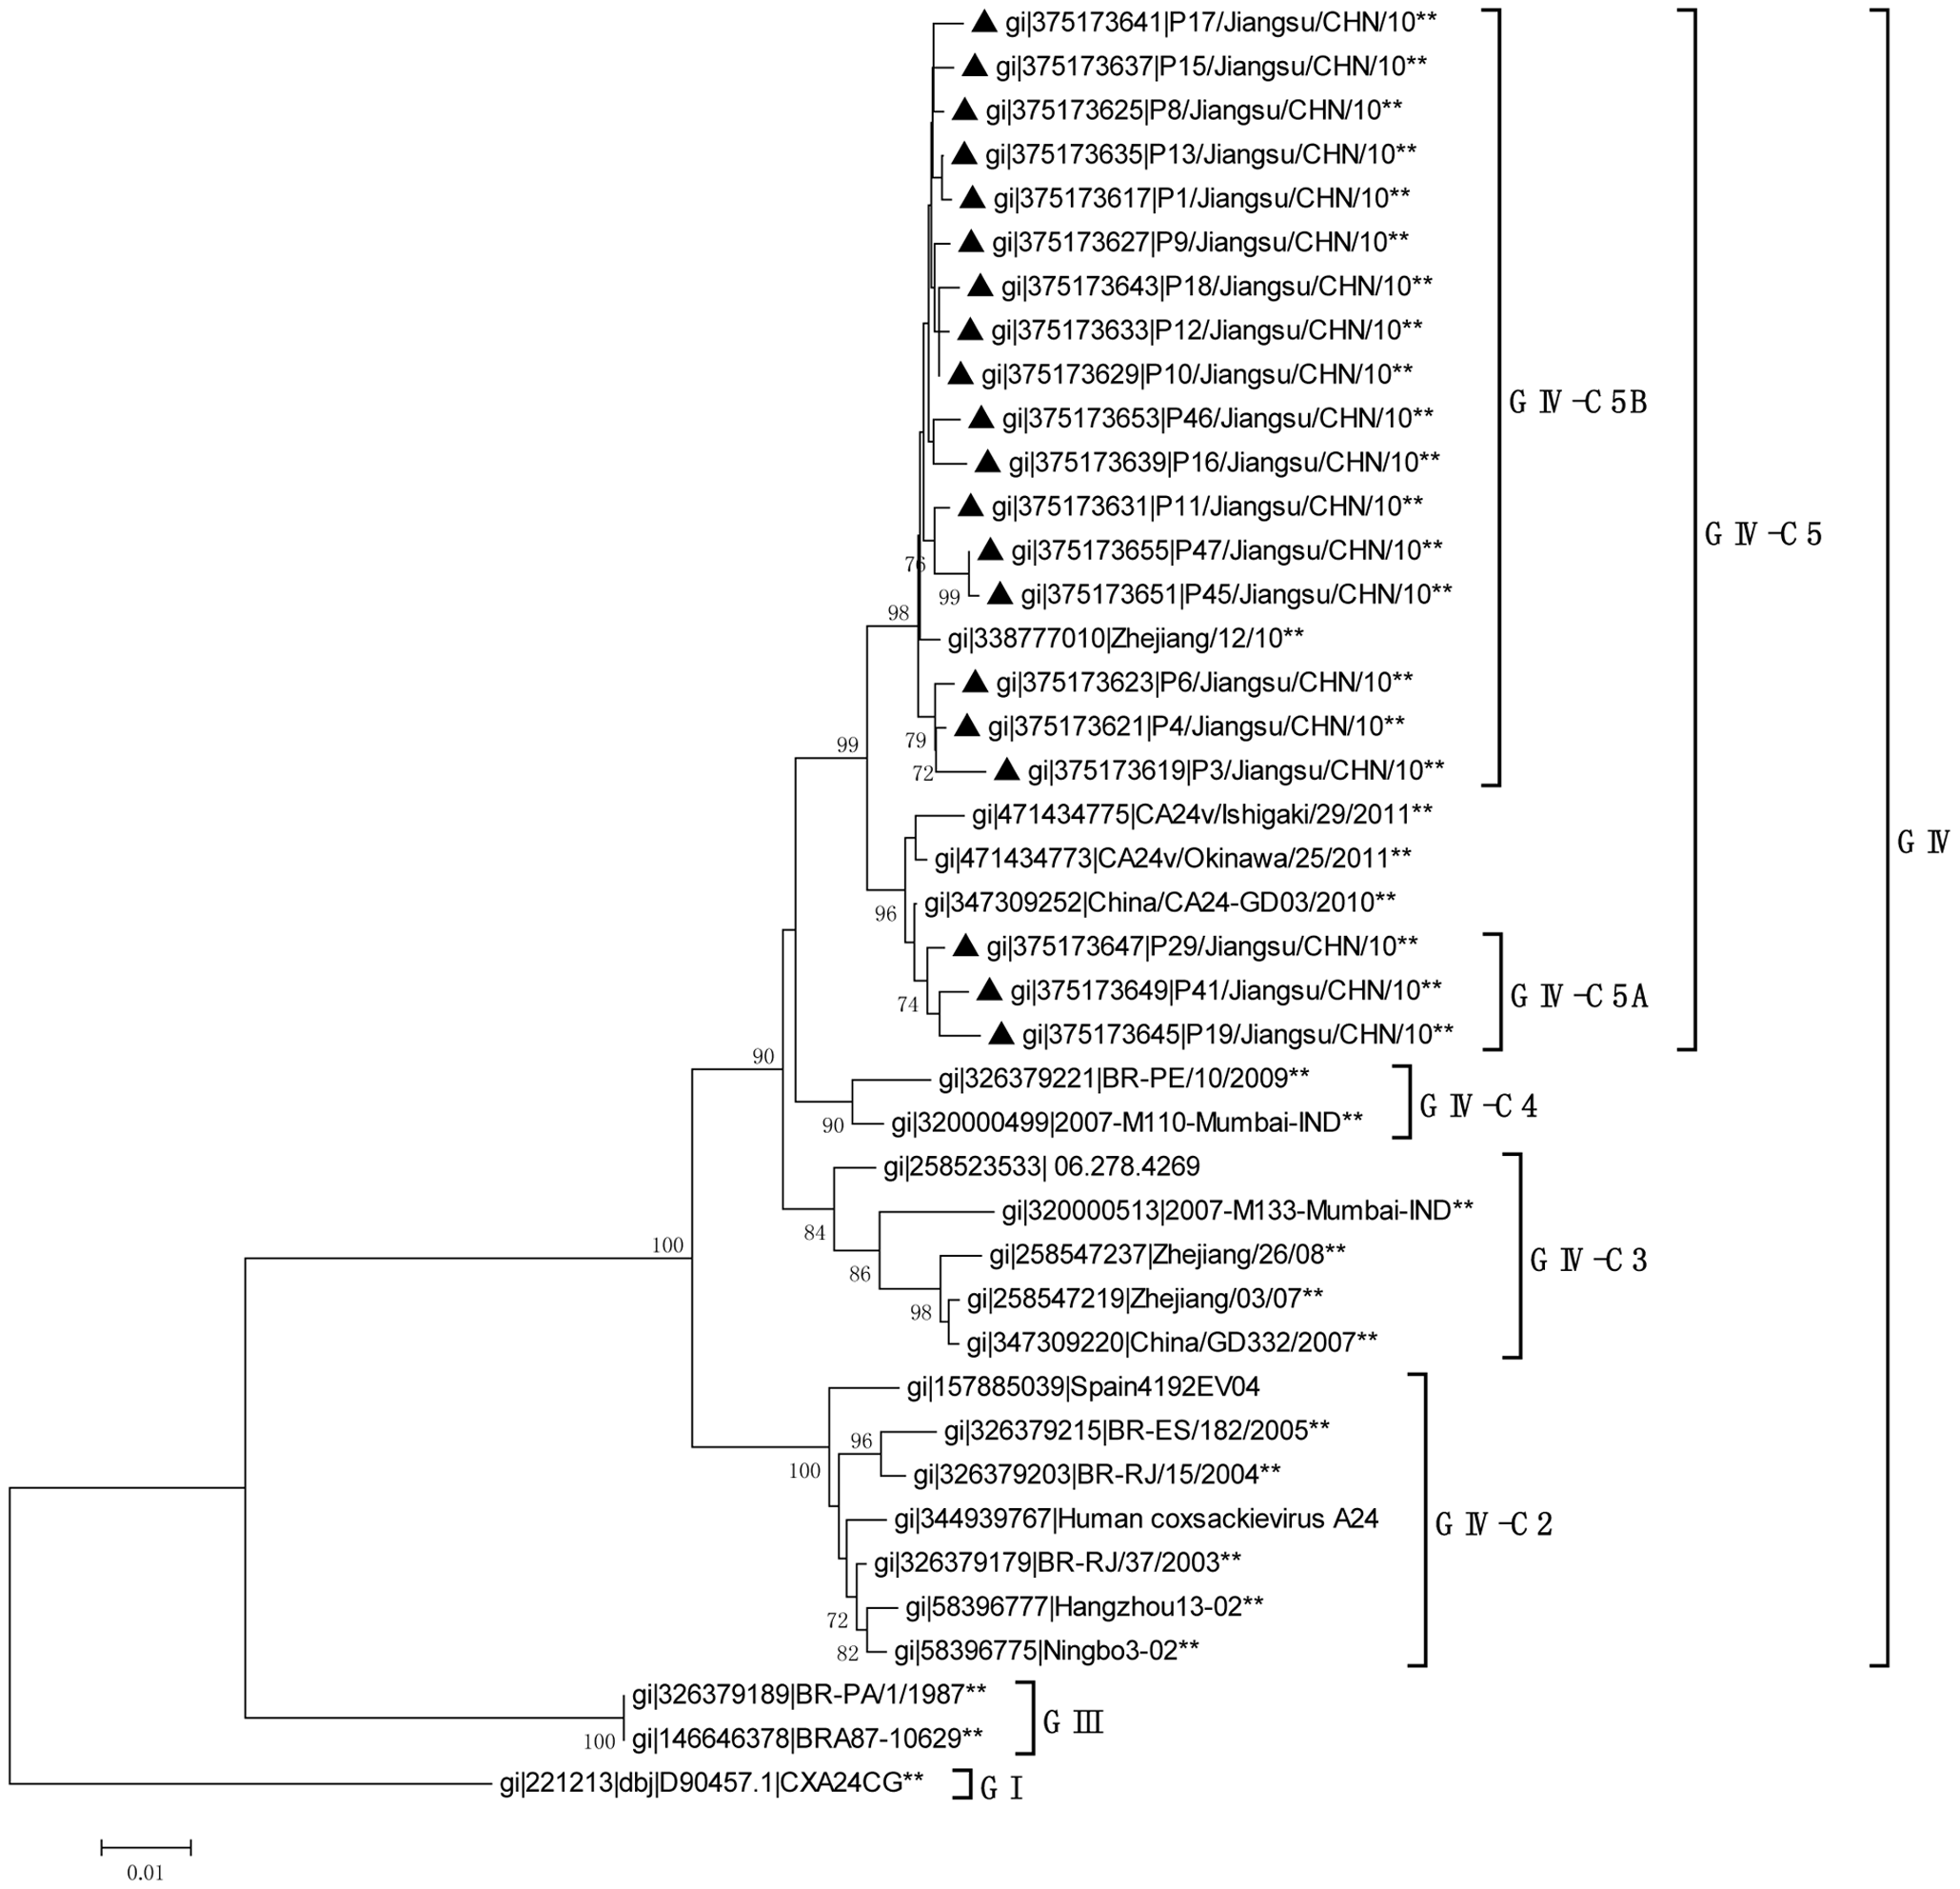 gi|375173641|P17/Jiangsu/CHN/10**
gi|375173637|P15/Jiangsu/CHN/10**
gi|375173625|P8/Jiangsu/CHN/10**
gi|375173635|P13/Jiangsu/CHN/10**
gi|375173617|P1/Jiangsu/CHN/10**
gi|375173627|P9/Jiangsu/CHN/10**
gi|375173643|P18/Jiangsu/CHN/10**
gi|375173633|P12/Jiangsu/CHN/10**
gi|375173629|P10/Jiangsu/CHN/10**
G Ⅳ-C5B
gi|375173653|P46/Jiangsu/CHN/10**
gi|375173639|P16/Jiangsu/CHN/10**
gi|375173631|P11/Jiangsu/CHN/10**
G Ⅳ-C5
gi|375173655|P47/Jiangsu/CHN/10**
76
gi|375173651|P45/Jiangsu/CHN/10**
99
98
gi|338777010|Zhejiang/12/10**
gi|375173623|P6/Jiangsu/CHN/10**
gi|375173621|P4/Jiangsu/CHN/10**
79
99
gi|375173619|P3/Jiangsu/CHN/10**
72
gi|471434775|CA24v/Ishigaki/29/2011**
G Ⅳ
gi|471434773|CA24v/Okinawa/25/2011**
gi|347309252|China/CA24-GD03/2010**
96
gi|375173647|P29/Jiangsu/CHN/10**
gi|375173649|P41/Jiangsu/CHN/10**
G Ⅳ-C5A
74
gi|375173645|P19/Jiangsu/CHN/10**
90
gi|326379221|BR-PE/10/2009**
G Ⅳ-C4
gi|320000499|2007-M110-Mumbai-IND**
90
gi|258523533| 06.278.4269
gi|320000513|2007-M133-Mumbai-IND**
84
100
gi|258547237|Zhejiang/26/08**
G Ⅳ-C3
86
gi|258547219|Zhejiang/03/07**
98
gi|347309220|China/GD332/2007**
gi|157885039|Spain4192EV04
gi|326379215|BR-ES/182/2005**
96
100
gi|326379203|BR-RJ/15/2004**
gi|344939767|Human coxsackievirus A24
G Ⅳ-C2
gi|326379179|BR-RJ/37/2003**
gi|58396777|Hangzhou13-02**
72
gi|58396775|Ningbo3-02**
82
gi|326379189|BR-PA/1/1987**
G Ⅲ
gi|146646378|BRA87-10629**
100
gi|221213|dbj|D90457.1|CXA24CG**
G Ⅰ
0.01